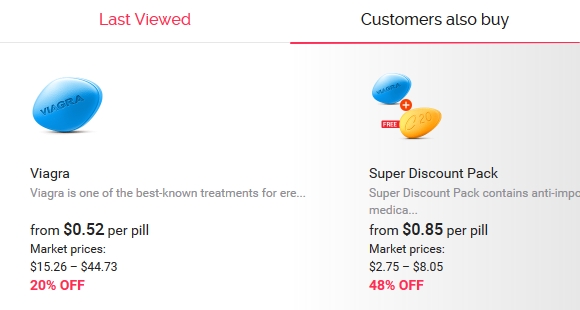 Last Viewed
Customers also buy
VIAGRA
Viagra
Viagra is one of the best-known treatments for ere...
from $0.52 per pill
Market prices:
$15.26 – $44.73
20% OFF
VIAGRA
+
FREE
C 20
Super Discount Pack
Super Discount Pack contains anti-impo
medica...
from $0.85 per pill
Market prices:
$2.75 – $8.05
48% OFF